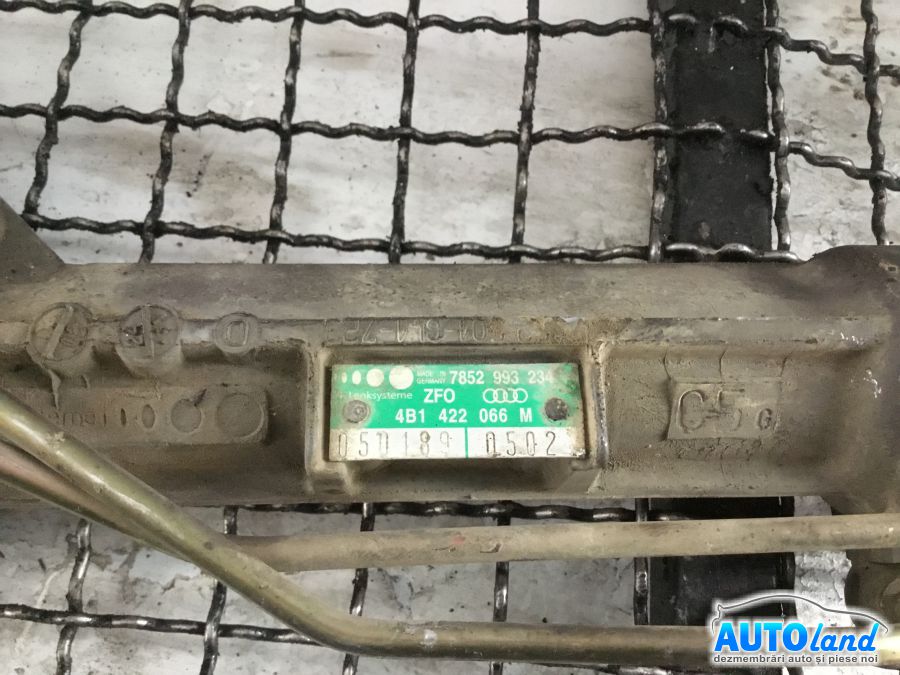 MADE IN GERMANY 7852 993 234
Lenksysteme ZFO
4B1 422 066 M
050189 0502
C5
AUTOland
dezmembrări auto și piese noi